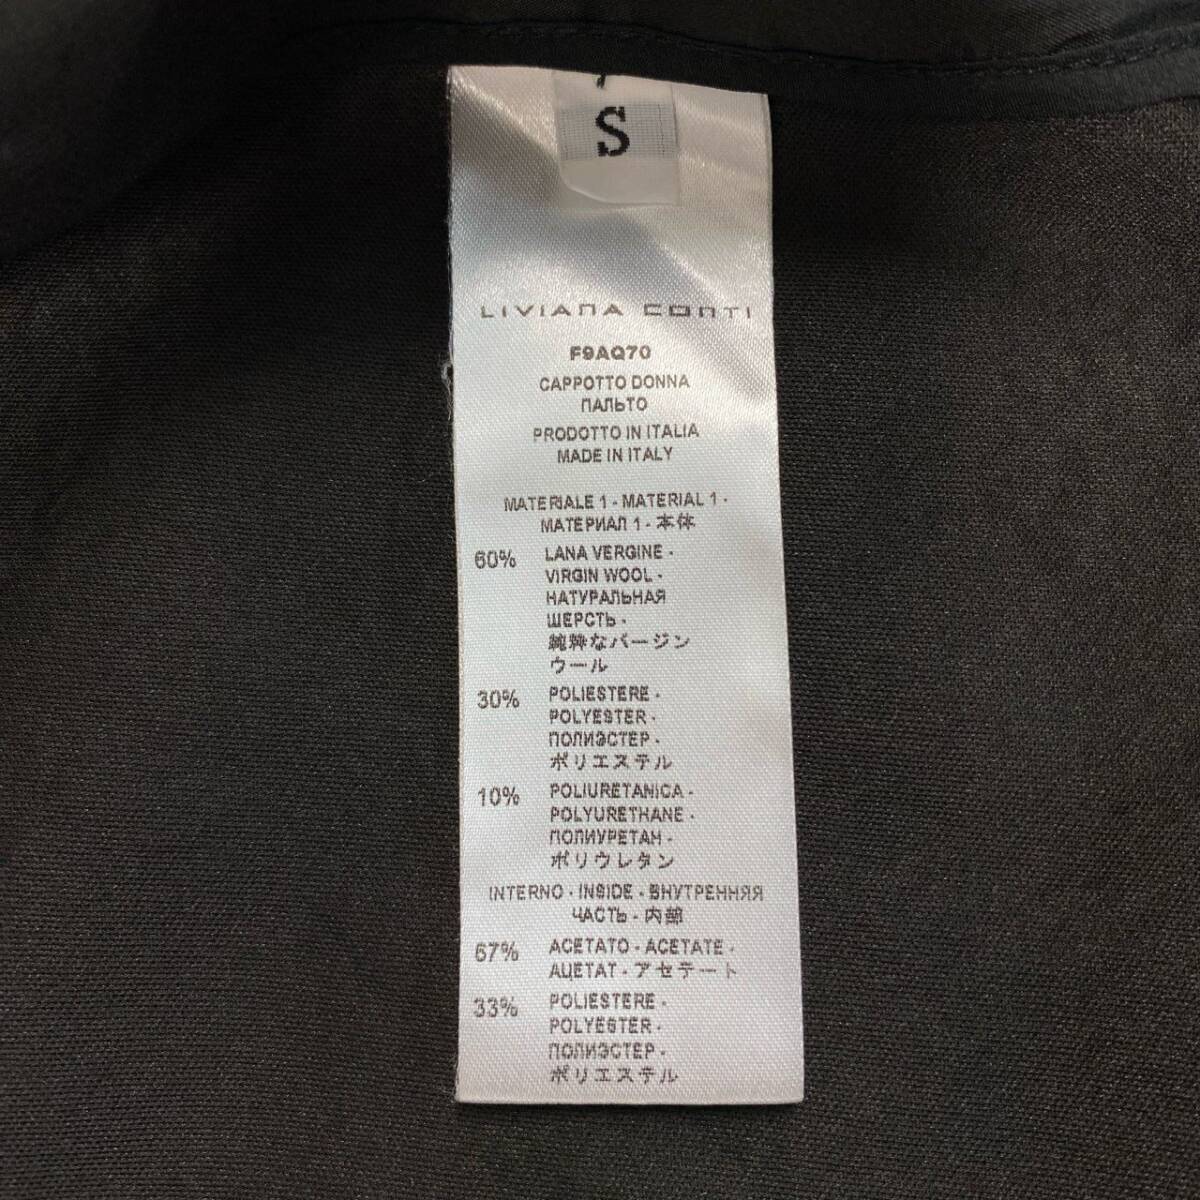 S
LIVIANA CONTI
F9AQ70
CAPPOTTO DONNA
ПАЛЬТО
PRODOTTO IN ITALIA
MADE IN ITALY
MATERIALE 1 - MATERIAL 1 -
МАТЕРИАЛ 1 - 本体
60% LANA VERGINE -
VIRGIN WOOL -
НАТУРАЛЬНАЯ
ШЕРСТЬ -
純粋なバージン
ウール
30% POLIESTERE -
POLYESTER -
ПОЛИЭСТЕР -
ポリエステル
10% POLIURETANICA -
POLYURETHANE -
ПОЛИУРЕТАН -
ポリウレタン
INTERNO - INSIDE - ВНУТРЕННЯЯ
ЧАСТЬ - 内部
67% ACETATO - ACETATE -
АЦЕТАТ - アセテート
33% POLIESTERE -
POLYESTER -
ПОЛИЭСТЕР -
ポリエステル